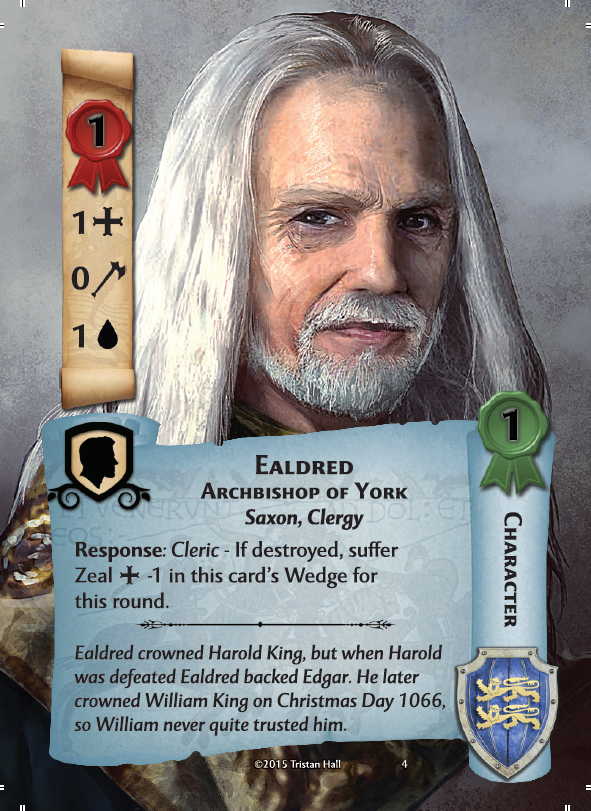 1
1
0
1
1
EALDRED
ARCHBISHOP OF YORK
Saxon, Clergy
Response: Cleric - If destroyed, suffer
Zeal -1 in this card's Wedge for
this round.
CHARACTER
Ealdred crowned Harold King, but when Harold
was defeated Ealdred backed Edgar. He later
crowned William King on Christmas Day 1066,
so William never quite trusted him.
©2015 Tristan Hall 4